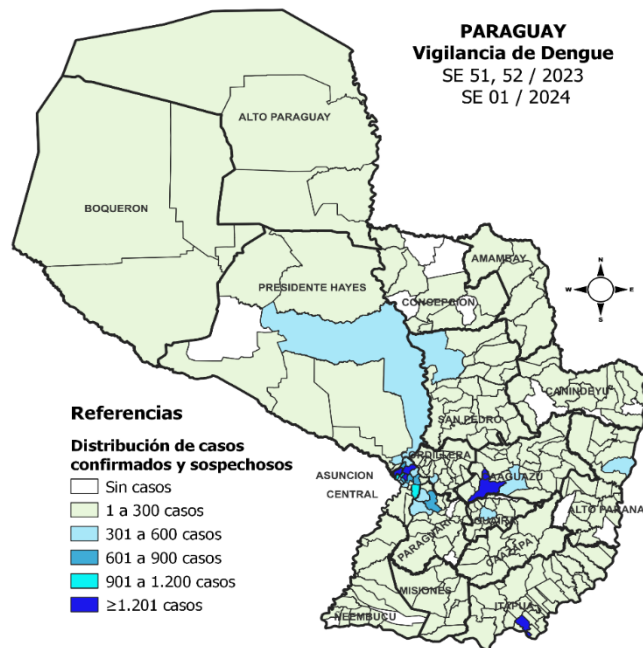 PARAGUAY
Vigilancia de Dengue
SE 51, 52 / 2023
SE 01 / 2024
ALTO PARAGUAY
BOQUERON
AMAMBAY
PRESIDENTE HAYES
CONCEPCION
N
W E
S
CANINDEYU
SAN PEDRO
Referencias
Distribución de casos
confirmados y sospechosos
Sin casos
1 a 300 casos
301 a 600 casos
601 a 900 casos
901 a 1.200 casos
≥1.201 casos
ASUNCION
CENTRAL
CORDILLERA
CAAGUAZU
ALTO PARANA
GUAIRA
PARAGUARI
CAAZAPA
MISIONES
ITAPUA
ÑEEMBUCU